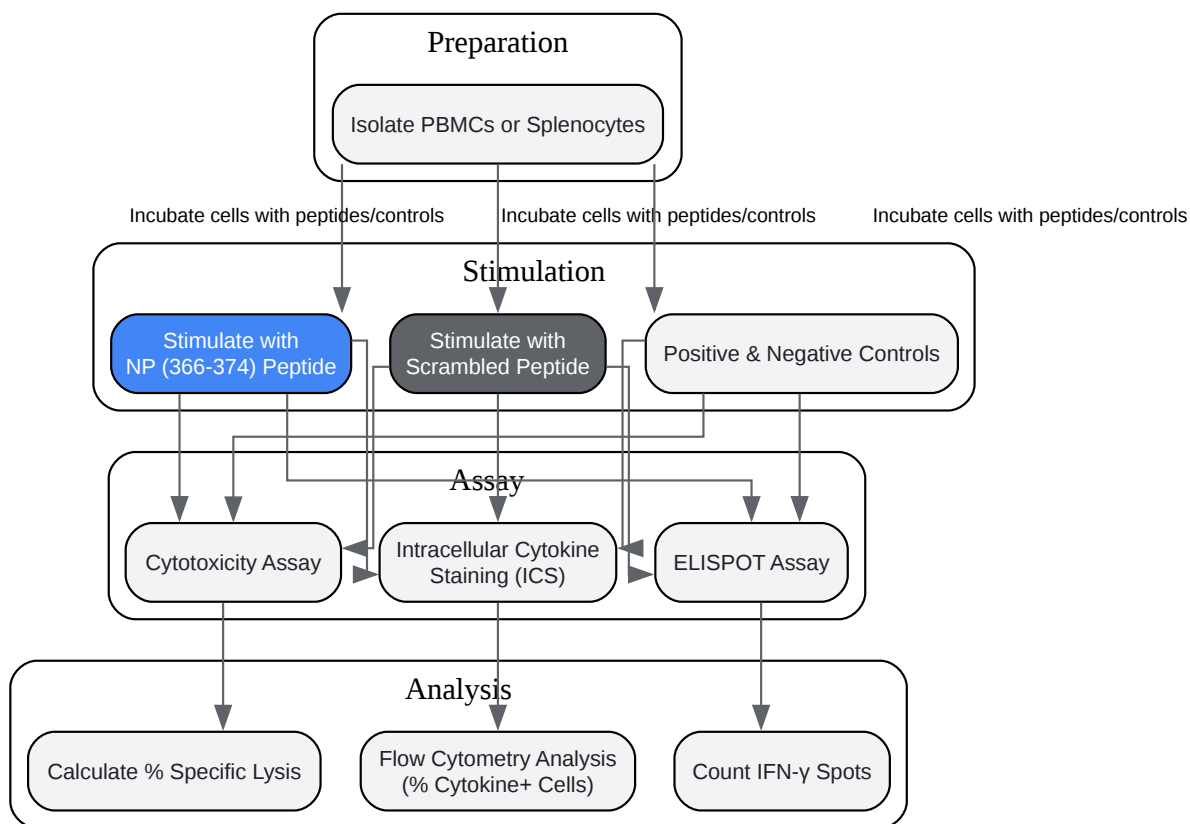 Preparation
Isolate PBMCs or Splenocytes
Incubate cells with peptides/controls
Incubate cells with peptides/controls
Incubate cells with peptides/controls
Stimulation
Stimulate with
NP (366-374) Peptide
Stimulate with
Scrambled Peptide
Positive & Negative Controls
Assay
Cytotoxicity Assay
Intracellular Cytokine
Staining (ICS)
ELISPOT Assay
Analysis
Calculate % Specific Lysis
Flow Cytometry Analysis
(% Cytokine+ Cells)
Count IFN-γ Spots